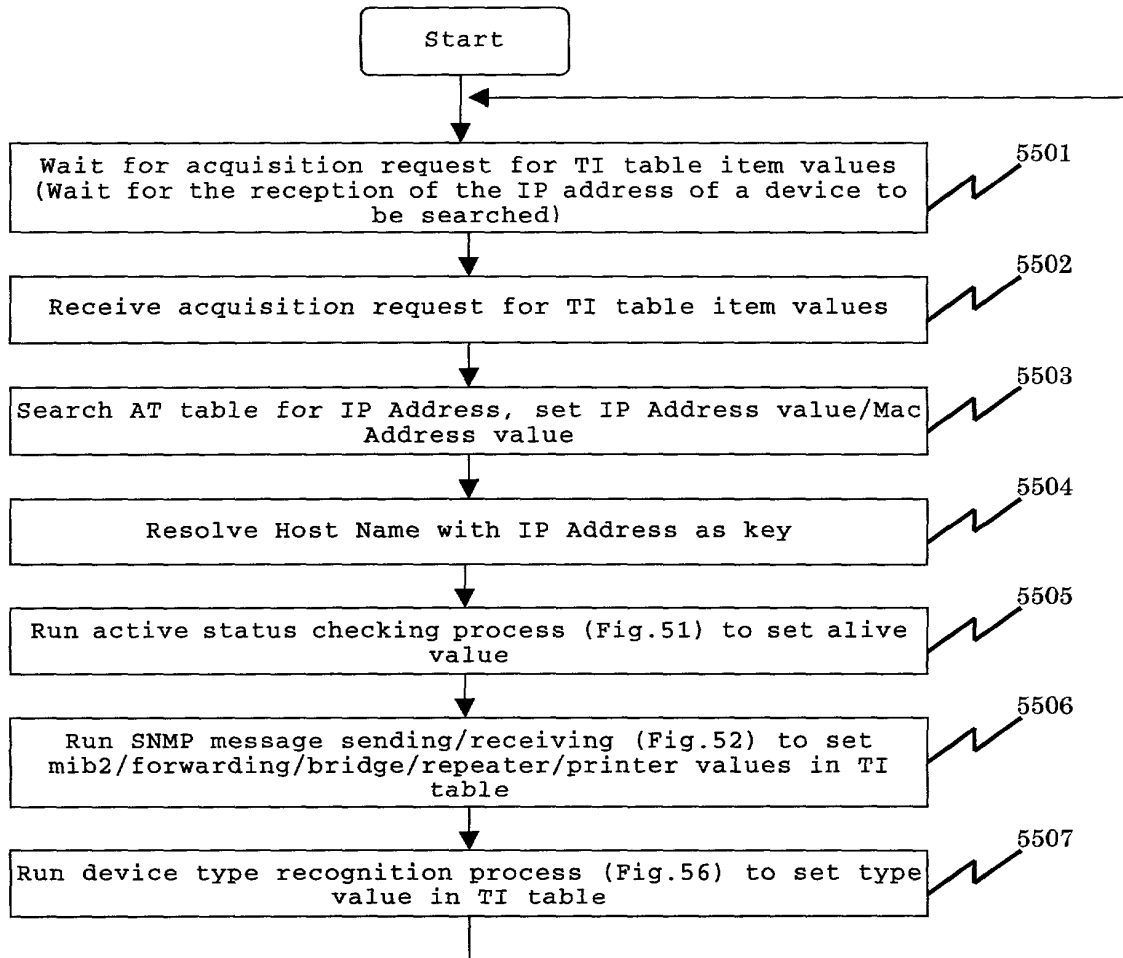 Start
Wait for acquisition request for TI table item values
(Wait for the reception of the IP address of a device to
be searched)
5501
Receive acquisition request for TI table item values
5502
Search AT table for IP Address, set IP Address value/Mac
Address value
5503
Resolve Host Name with IP Address as key
5504
Run active status checking process (Fig.51) to set alive
value
5505
Run SNMP message sending/receiving (Fig.52) to set
mib2/forwarding/bridge/repeater/printer values in TI
table
5506
Run device type recognition process (Fig.56) to set type
value in TI table
5507